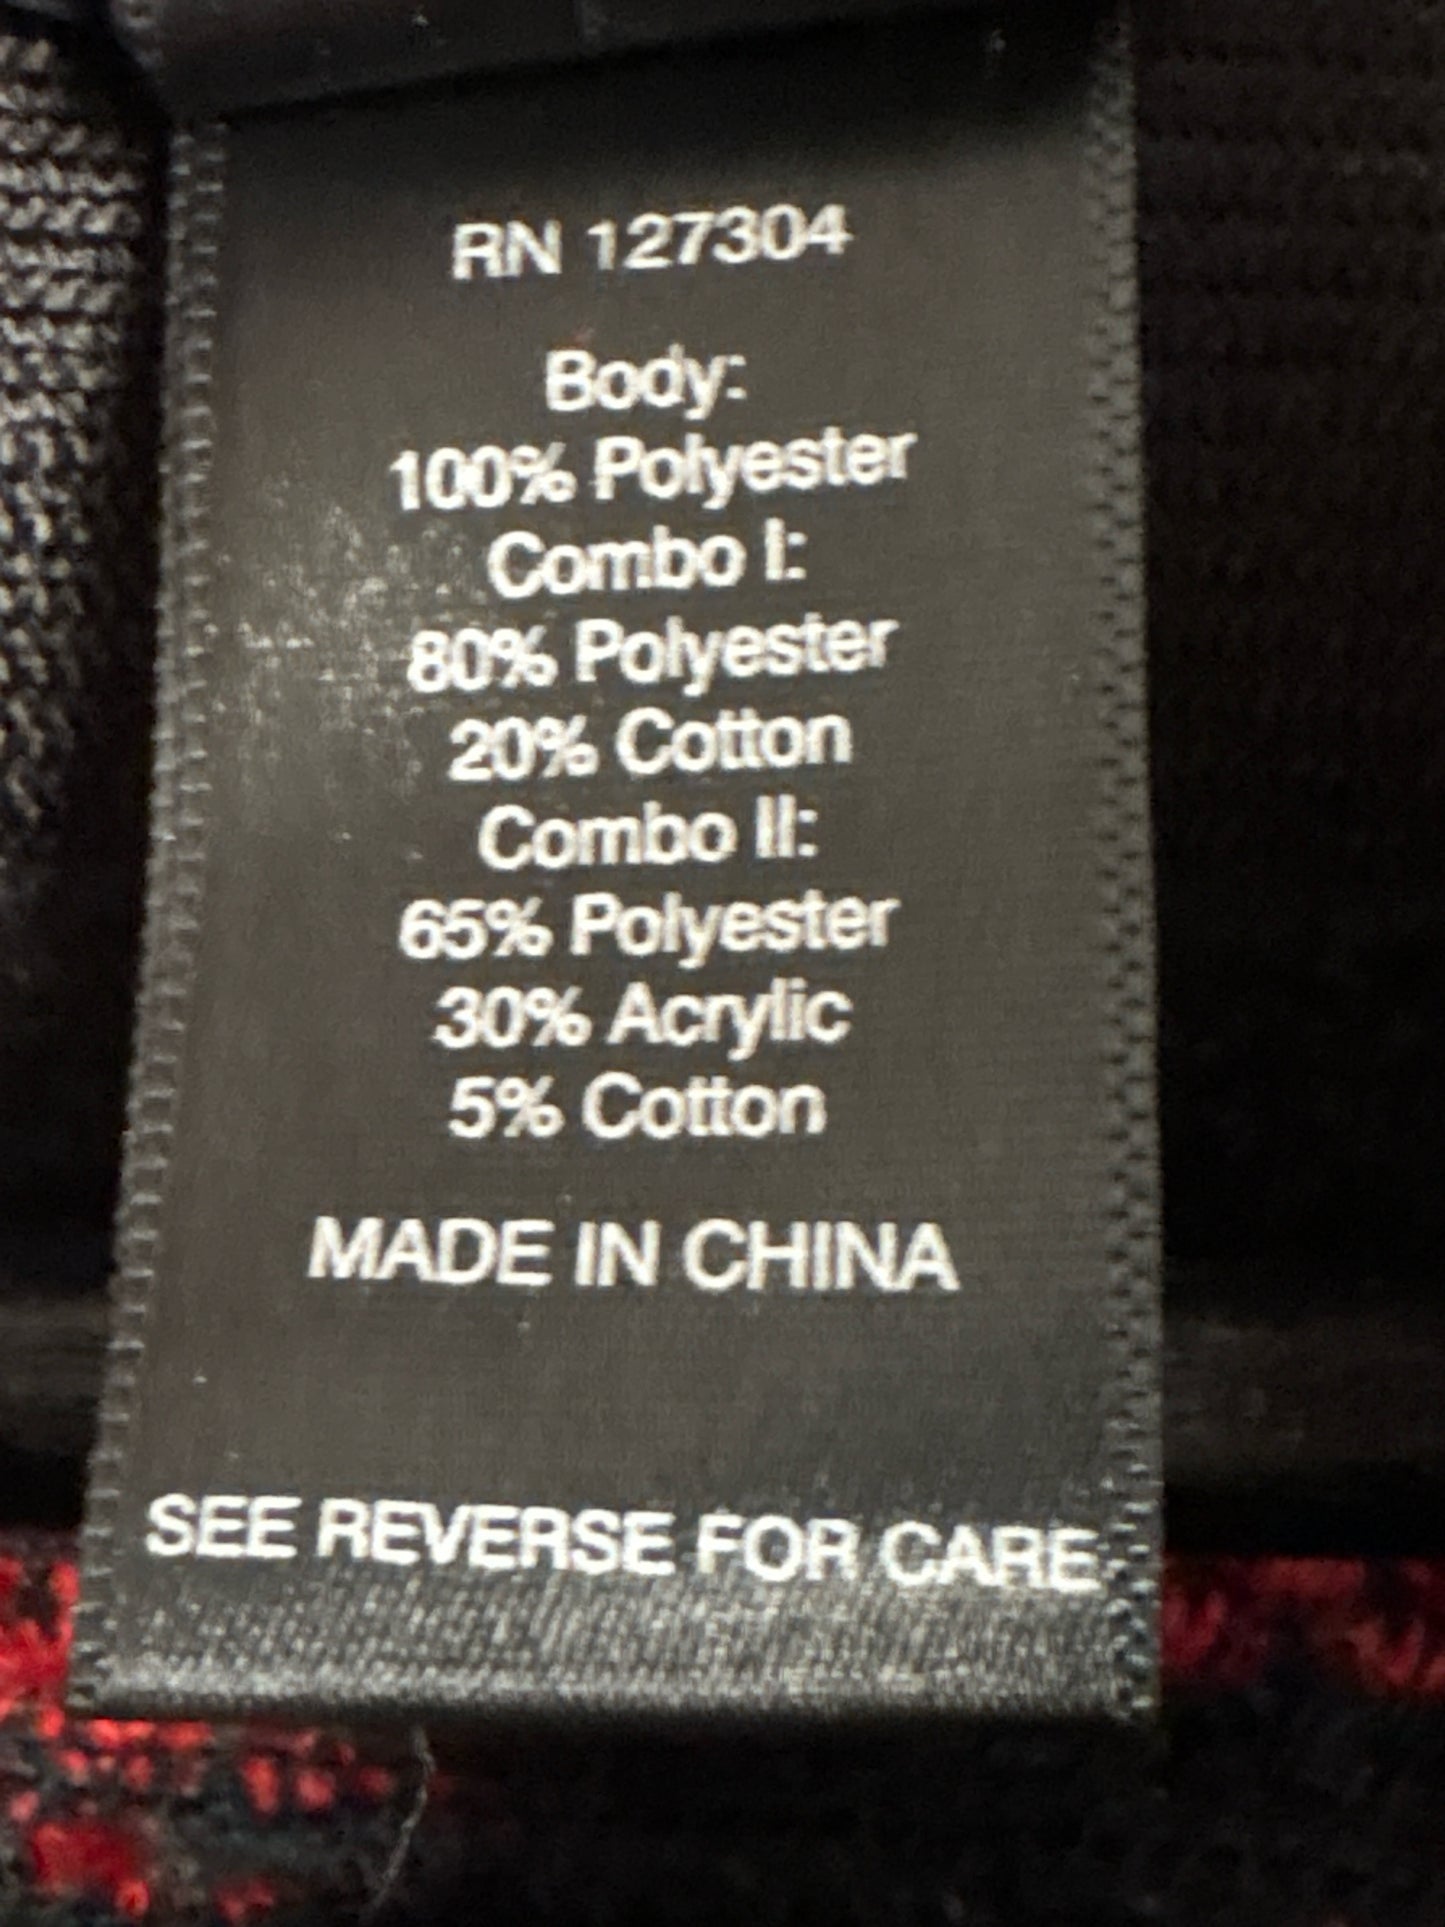 RN 127304
Body:
100% Polyester
Combo I:
80% Polyester
20% Cotton
Combo II:
65% Polyester
30% Acrylic
5% Cotton
MADE IN CHINA
SEE REVERSE FOR CARE